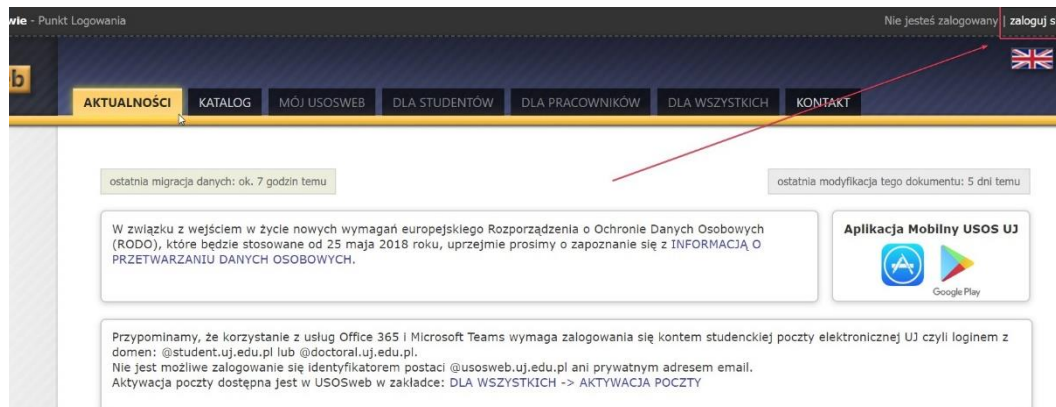 wie - Punkt Logowania
Nie jesteś zalogowany | zaloguj s
b
AKTUALNOŚCI KATALOG MÓJ USOSWEB DLA STUDENTÓW DLA PRACOWNIKÓW DLA WSZYSTKICH KONTAKT
ostatnia migracja danych: ok. 7 godzin temu
ostatnia modyfikacja tego dokumentu: 5 dni temu
W związku z wejściem w życie nowych wymagań europejskiego Rozporządzenia o Ochronie Danych Osobowych
(RODO), które będzie stosowane od 25 maja 2018 roku, uprzejmie prosimy o zapoznanie się z INFORMACJĄ O
PRZETWARZANIU DANYCH OSOBOWYCH.
Aplikacja Mobilny USOS UJ
Google Play
Przypominamy, że korzystanie z usług Office 365 i Microsoft Teams wymaga zalogowania się kontem studenckiej poczty elektronicznej UJ czyli loginem z
domen: @student.uj.edu.pl lub @doctoral.uj.edu.pl.
Nie jest możliwe zalogowanie się identyfikatorem postaci @usosweb.uj.edu.pl ani prywatnym adresem email.
Aktywacja poczty dostępna jest w USOSweb w zakładce: DLA WSZYSTKICH -> AKTYWACJA POCZTY